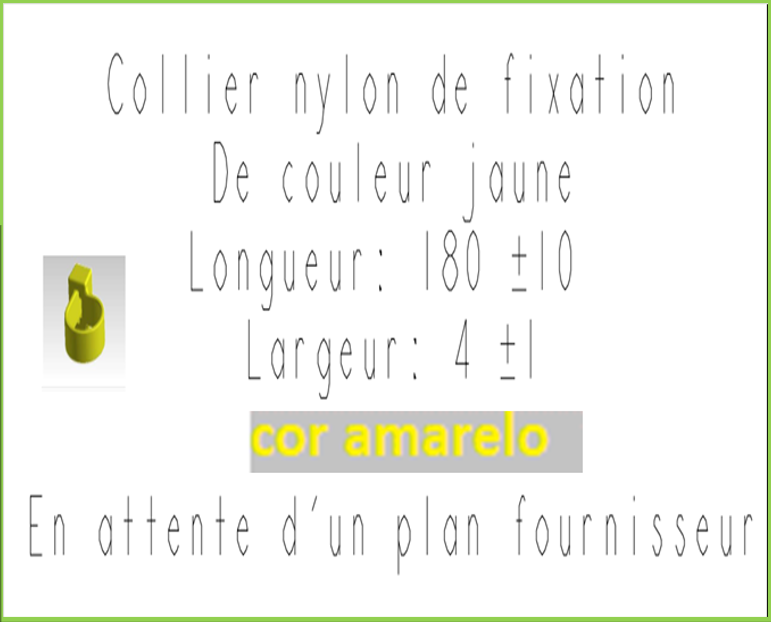 Collier nylon de fixation
De couleur jaune
Longueur: 180 ±10
Largeur: 4 ±1
cor amarelo
En attente d'un plan fournisseur